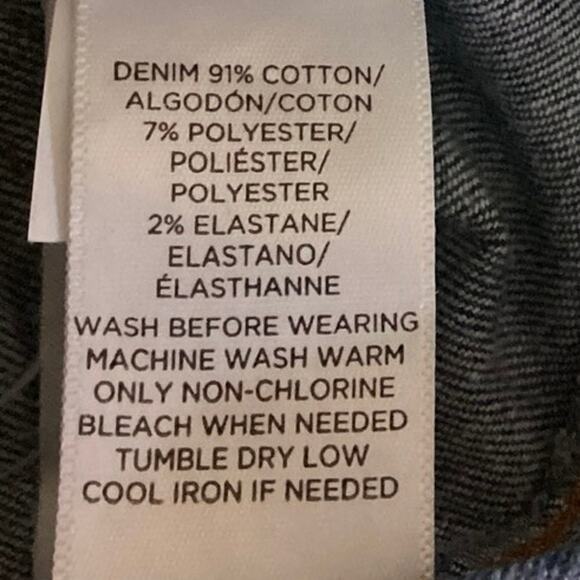 DENIM 91% COTTON/
ALGODÓN/COTON
7% POLYESTER/
POLIÉSTER/
POLYESTER
2% ELASTANE/
ELASTANO/
ÉLASTHANNE
WASH BEFORE WEARING
MACHINE WASH WARM
ONLY NON-CHLORINE
BLEACH WHEN NEEDED
TUMBLE DRY LOW
COOL IRON IF NEEDED